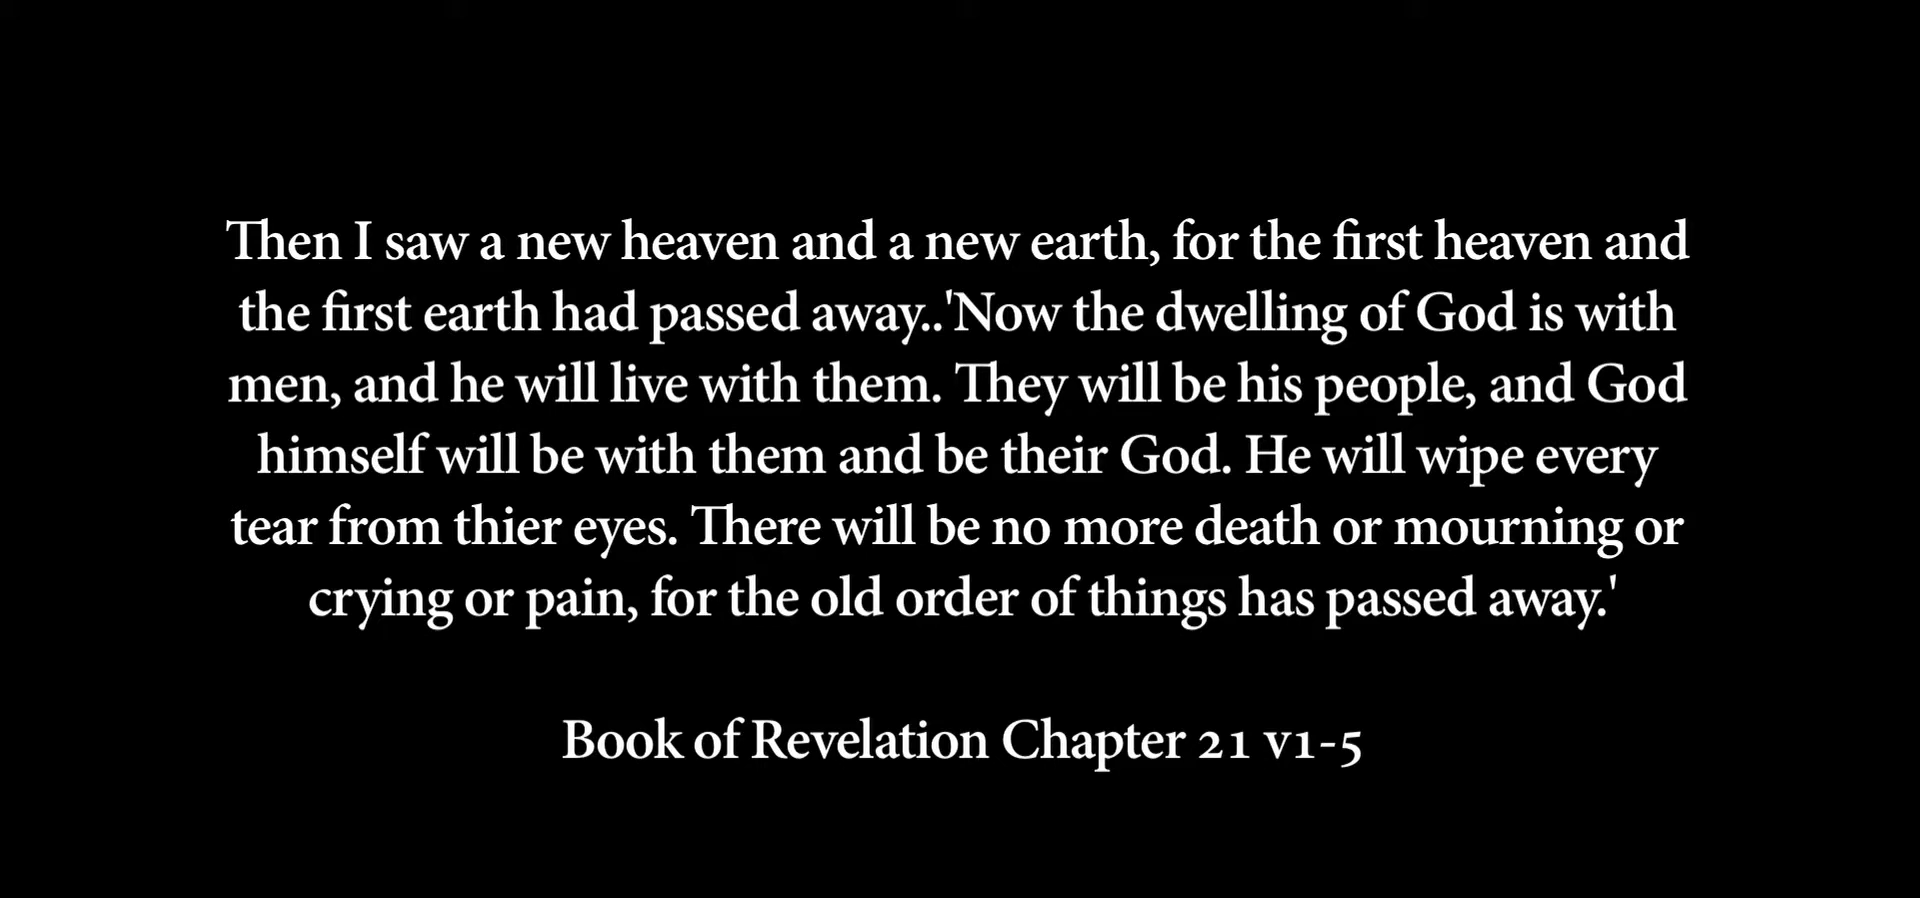 Then I saw a new heaven and a new earth, for the first heaven and
the first earth had passed away..'Now the dwelling of God is with
men, and he will live with them. They will be his people, and God
himself will be with them and be their God. He will wipe every
tear from thier eyes. There will be no more death or mourning or
crying or pain, for the old order of things has passed away.'
Book of Revelation Chapter 21 v1-5